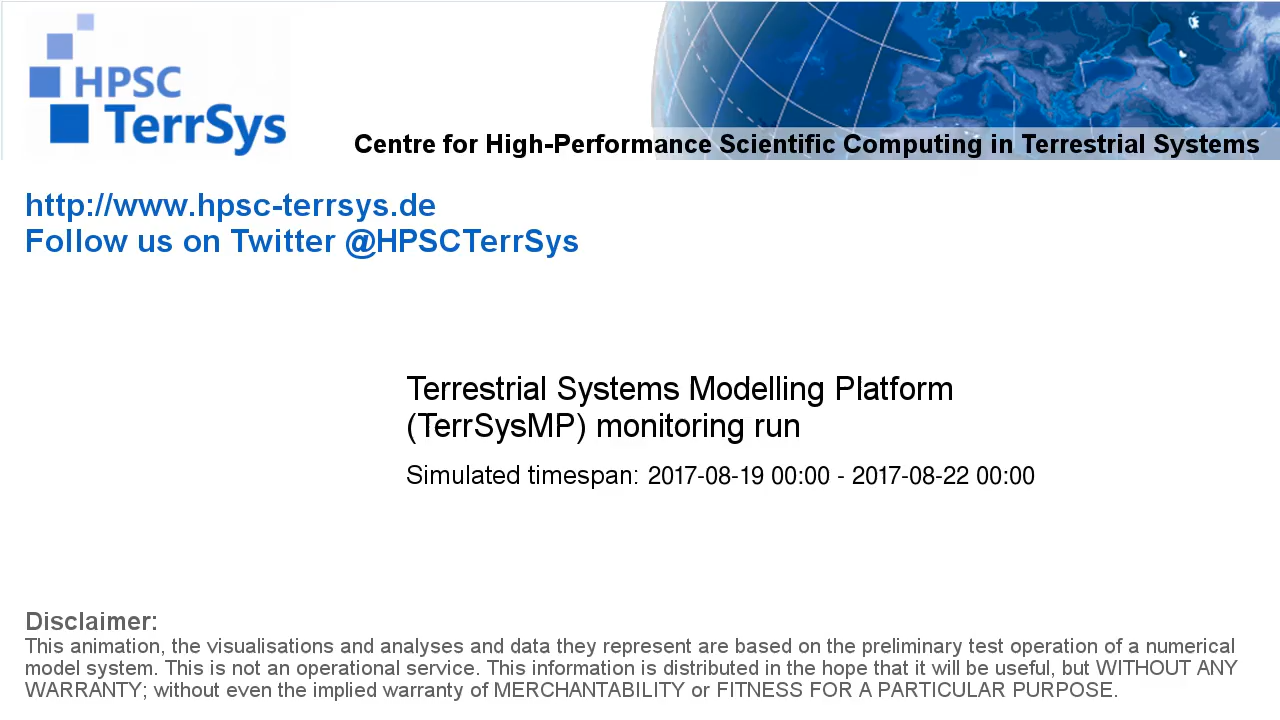 HPSC
TerrSys
Centre for High-Performance Scientific Computing in Terrestrial Systems
http://www.hpsc-terrsys.de
Follow us on Twitter @HPSCTerrSys
Terrestrial Systems Modelling Platform
(TerrSysMP) monitoring run
Simulated timespan: 2017-08-19 00:00 - 2017-08-22 00:00
Disclaimer:
This animation, the visualisations and analyses and data they represent are based on the preliminary test operation of a numerical
model system. This is not an operational service. This information is distributed in the hope that it will be useful, but WITHOUT ANY
WARRANTY; without even the implied warranty of MERCHANTABILITY or FITNESS FOR A PARTICULAR PURPOSE.